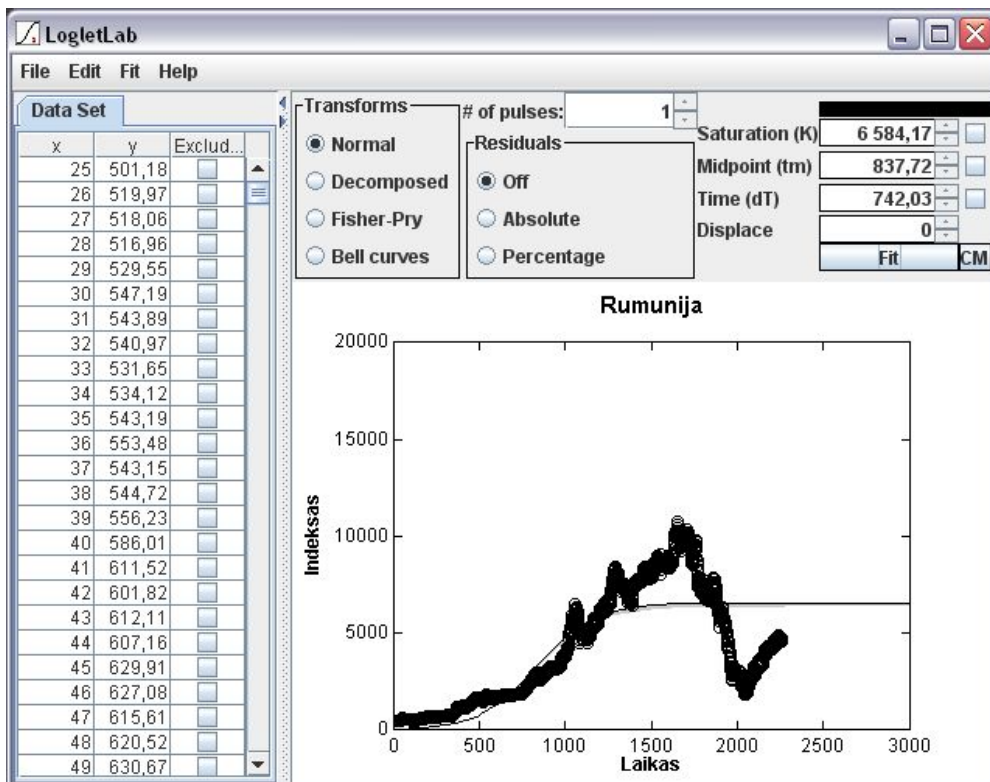 LogletLab
File Edit Fit Help
Data Set
x y Exclud...
25 501,18
26 519,97
27 518,06
28 516,96
29 529,55
30 547,19
31 543,89
32 540,97
33 531,65
34 534,12
35 543,19
36 553,48
37 543,15
38 544,72
39 556,23
40 586,01
41 611,52
42 601,82
43 612,11
44 607,16
45 629,91
46 627,08
47 615,61
48 620,52
49 630,67
Transforms
Normal
Decomposed
Fisher-Pry
Bell curves
# of pulses: 1
Residuals
Off
Absolute
Percentage
Saturation (K) 6 584,17
Midpoint (tm) 837,72
Time (dT) 742,03
Displace 0
Fit CM
Rumunija
20000
15000
10000
5000
0
Indeksas
0 500 1000 1500 2000 2500 3000
Laikas